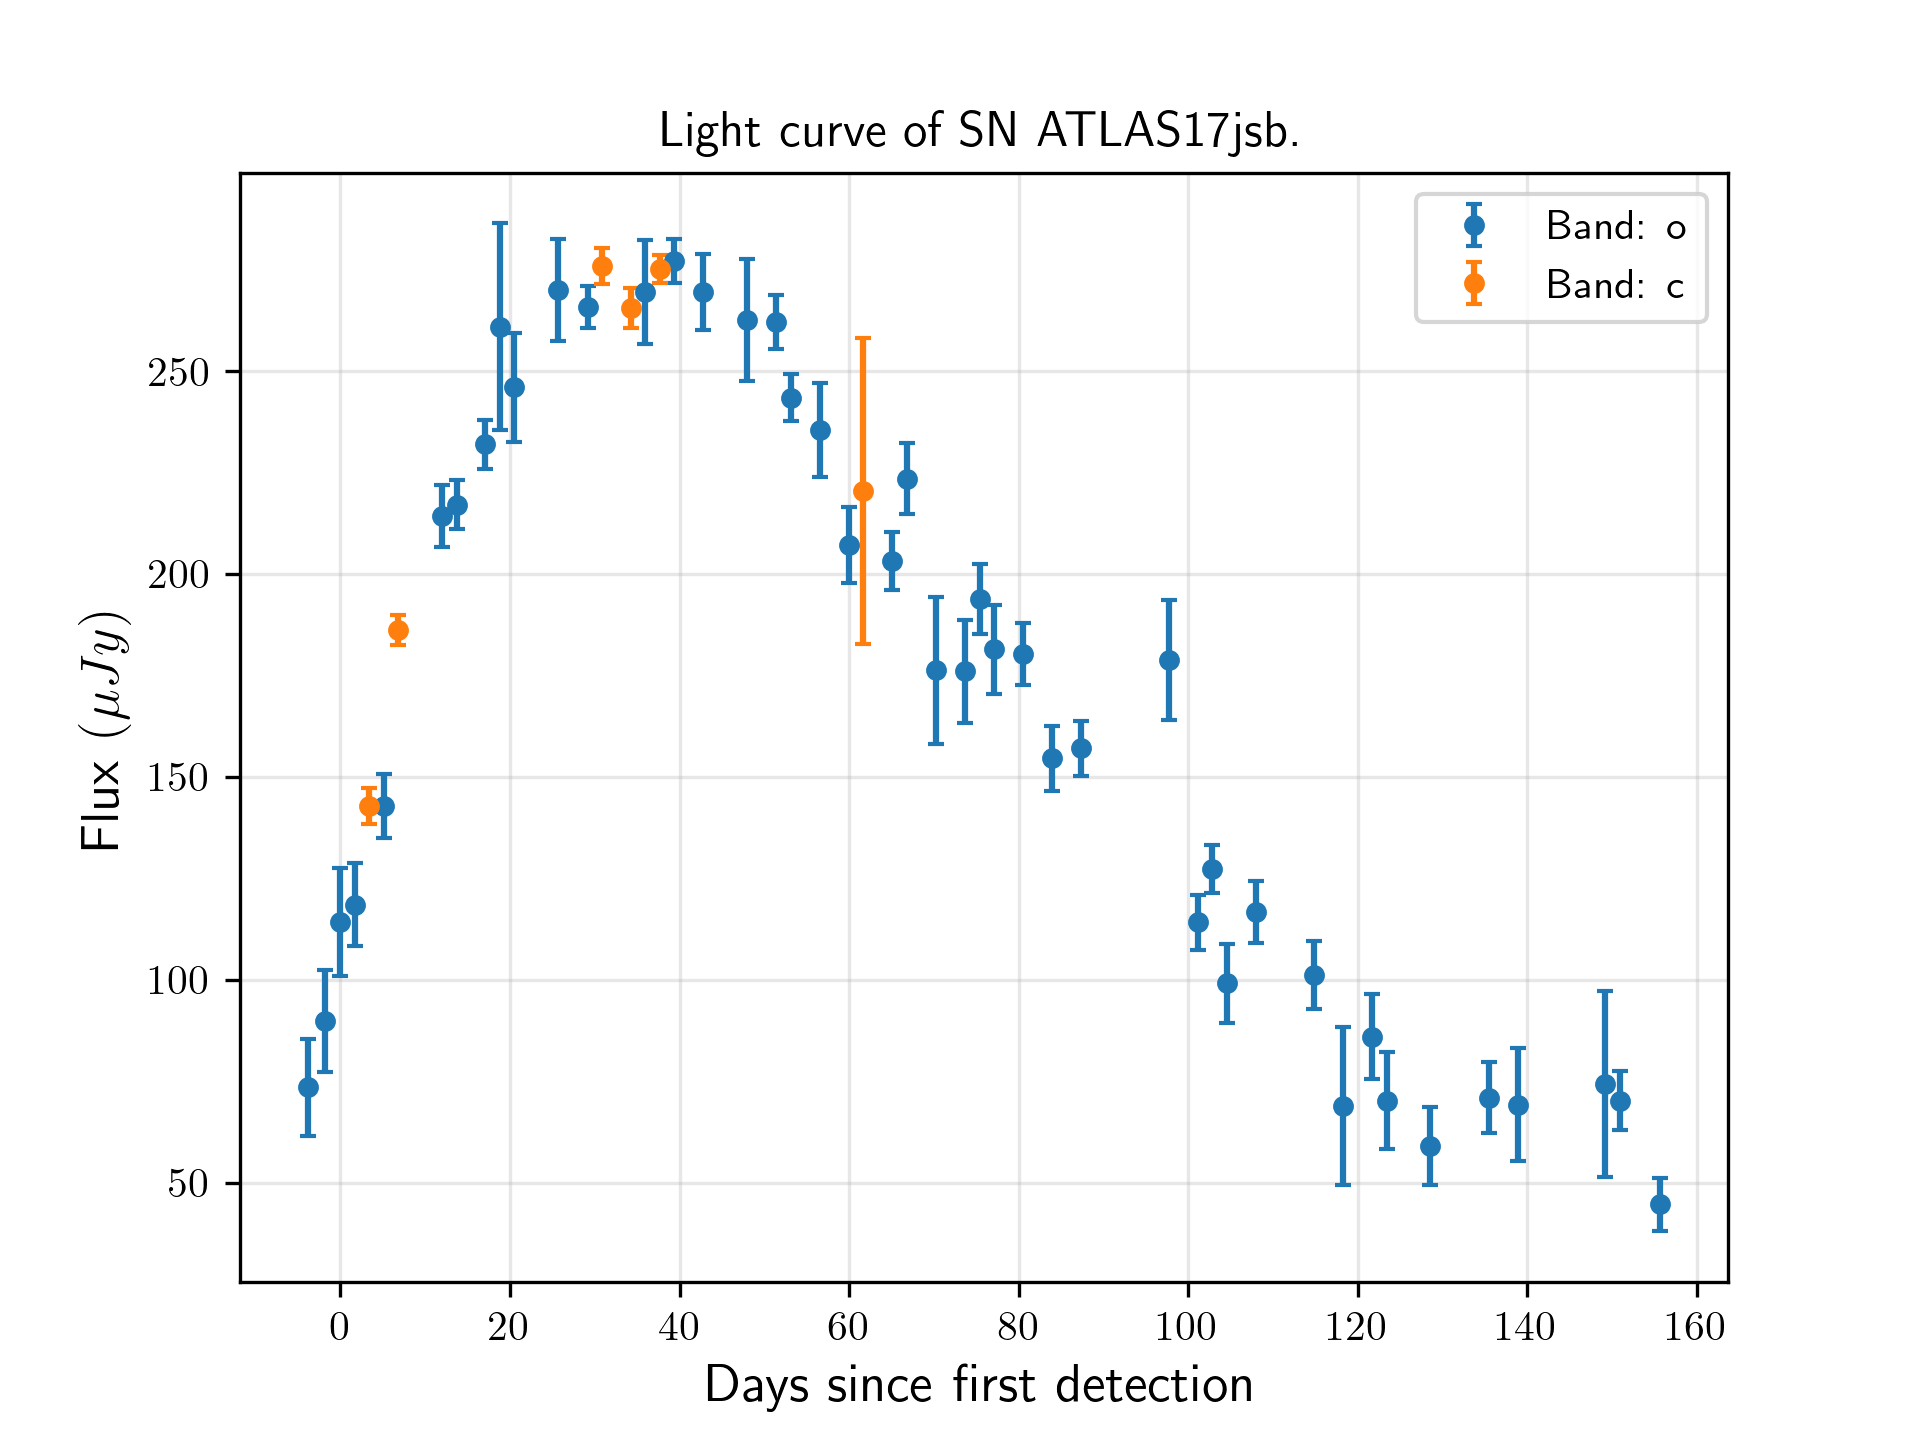 Light curve of SN ATLAS17jsb.
Band: o
Band: c
Flux (μJy)
250
200
150
100
50
0 20 40 60 80 100 120 140 160
Days since first detection